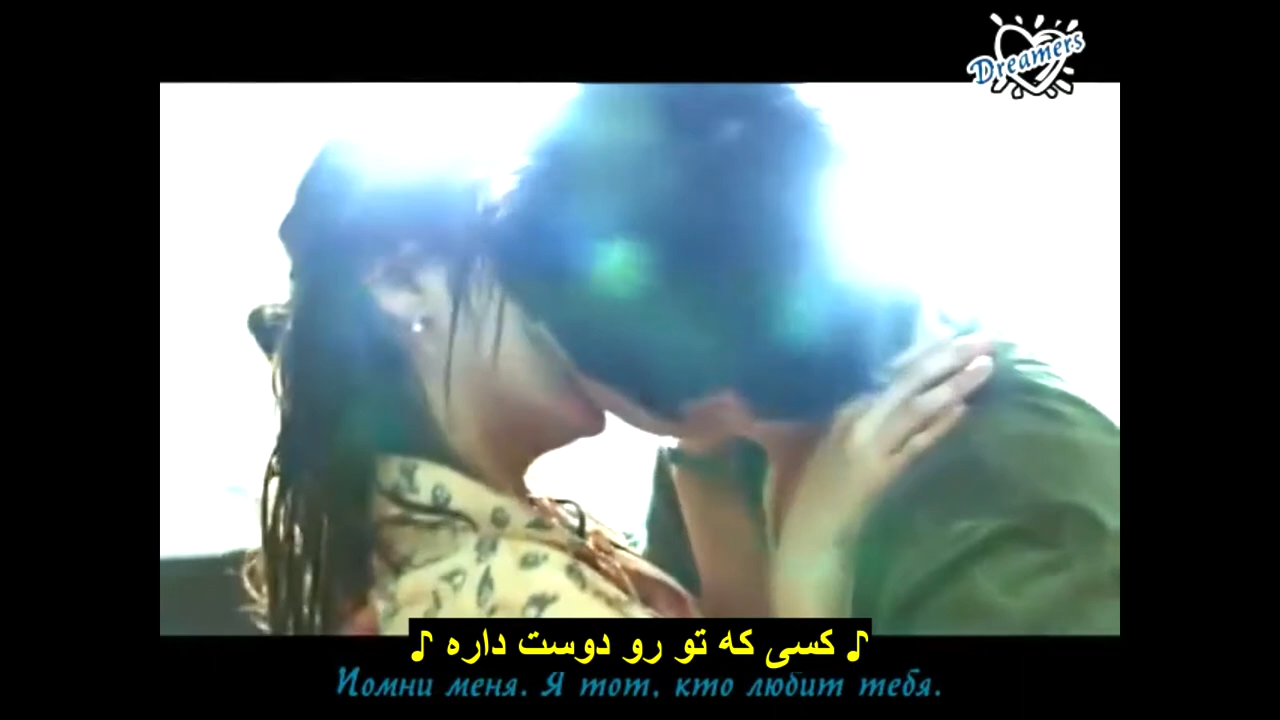 Dreamers
♪ کسی که تو رو دوست داره ♪
Помни меня. Я тот, кто любит тебя.